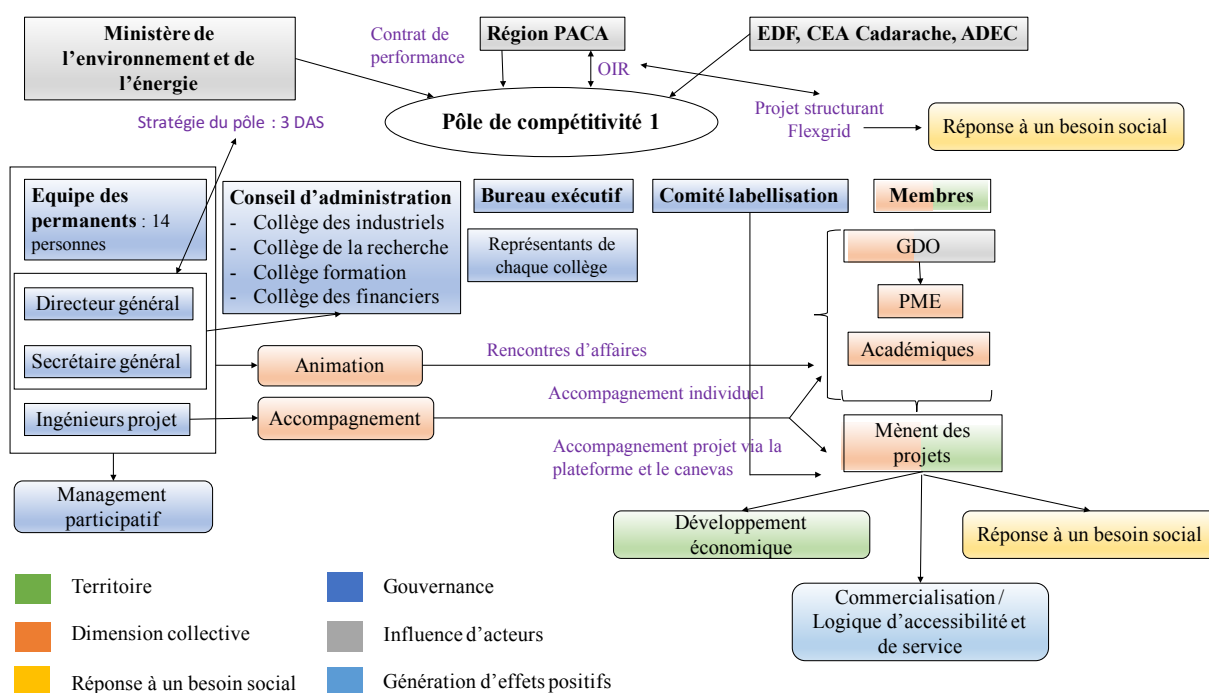 Ministère de
l'environnement et de
l'énergie
Contrat de
performance
Région PACA
OIR
EDF, CEA Cadarache, ADEC
Pôle de compétitivité 1
Projet structurant
Flexgrid
Réponse à un besoin social
Stratégie du pôle : 3 DAS
Equipe des
permanents : 14
personnes
Directeur général
Secrétaire général
Ingénieurs projet
Management
participatif
Conseil d'administration
- Collège des industriels
- Collège de la recherche
- Collège formation
- Collège des financiers
Bureau exécutif
Représentants de
chaque collège
Comité labellisation
Membres
GDO
PME
Académiques
Animation
Rencontres d'affaires
Accompagnement individuel
Accompagnement
Accompagnement projet via la
plateforme et le canevas
Mènent des
projets
Développement
économique
Réponse à un besoin social
Commercialisation /
Logique d'accessibilité et
de service
Territoire
Dimension collective
Réponse à un besoin social
Gouvernance
Influence d'acteurs
Génération d'effets positifs